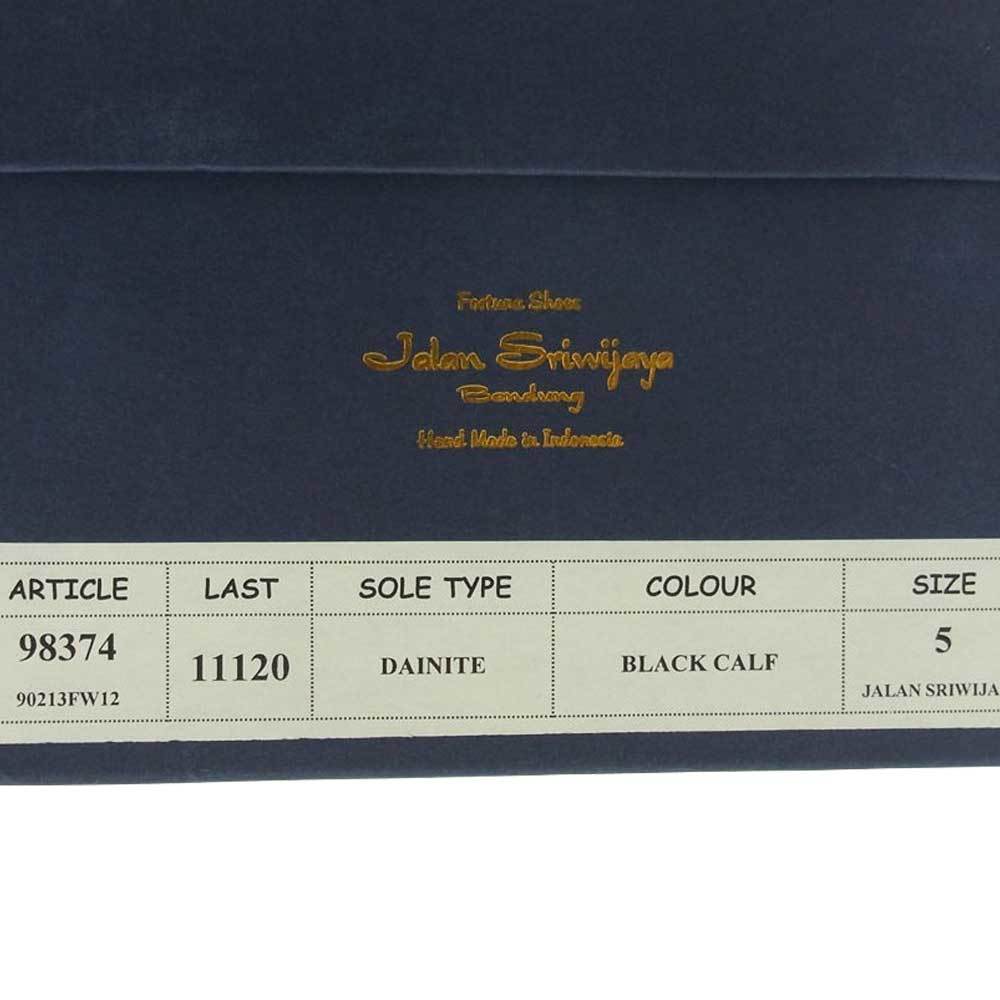 Fortuna Shoes
Jalan Sriwijaya
Bandung
Hand Made in Indonesia
ARTICLE LAST SOLE TYPE COLOUR SIZE
98374 11120 DAINITE BLACK CALF 5
90213FW12 JALAN SRIWIJA